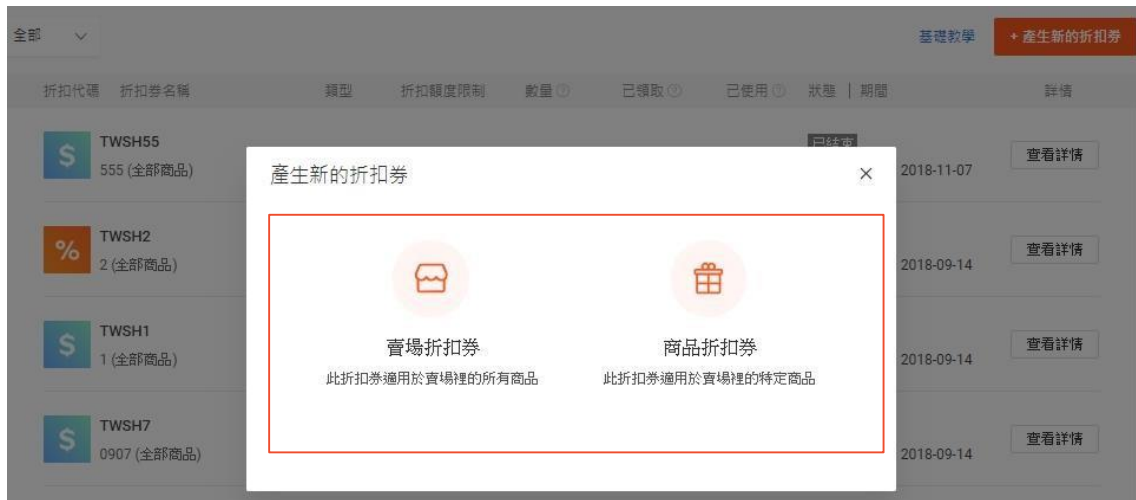 全部
基礎教學
+ 產生新的折扣券
折扣代碼 折扣券名稱 類型 折扣額度限制 數量 已領取 已使用 狀態 | 期間 詳情
TWSH55
已結束
555 (全部商品)
2018-11-07
查看詳情
產生新的折扣券
TWSH2
2 (全部商品)
2018-09-14
查看詳情
賣場折扣券
商品折扣券
此折扣券適用於賣場裡的所有商品
此折扣券適用於賣場裡的特定商品
TWSH1
1 (全部商品)
2018-09-14
查看詳情
TWSH7
0907 (全部商品)
2018-09-14
查看詳情